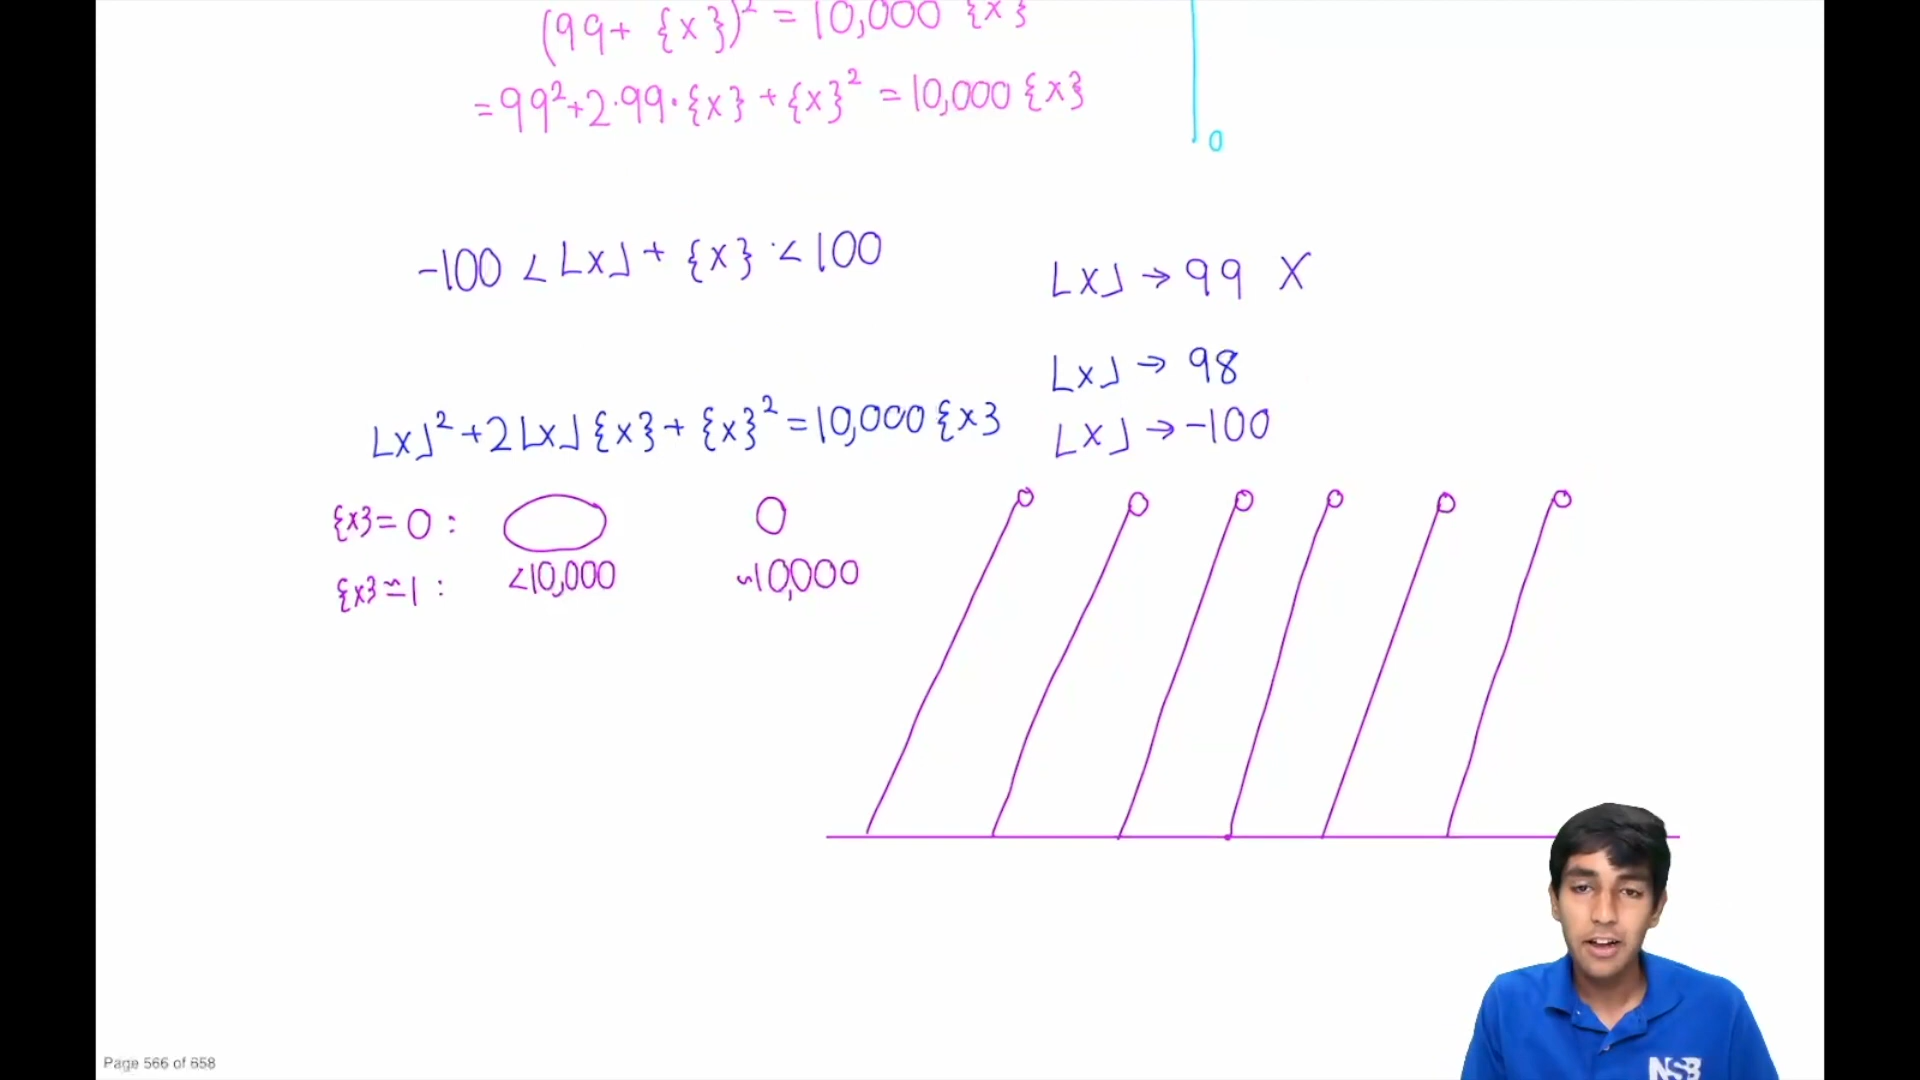 (99+ {x})² = 10,000 {x}
=99²+2·99·{x} + {x}² = 10,000 {x}
0
-100 < ⌊x⌋ + {x} < 100
⌊x⌋ → 99 X
⌊x⌋ → 98
⌊x⌋ → -100
⌊x⌋² + 2⌊x⌋{x} + {x}² = 10,000 {x}
{x} = 0 : 0
{x} ≈ 1 : <10,000 ~10,000
NSB
Page 566 of 658